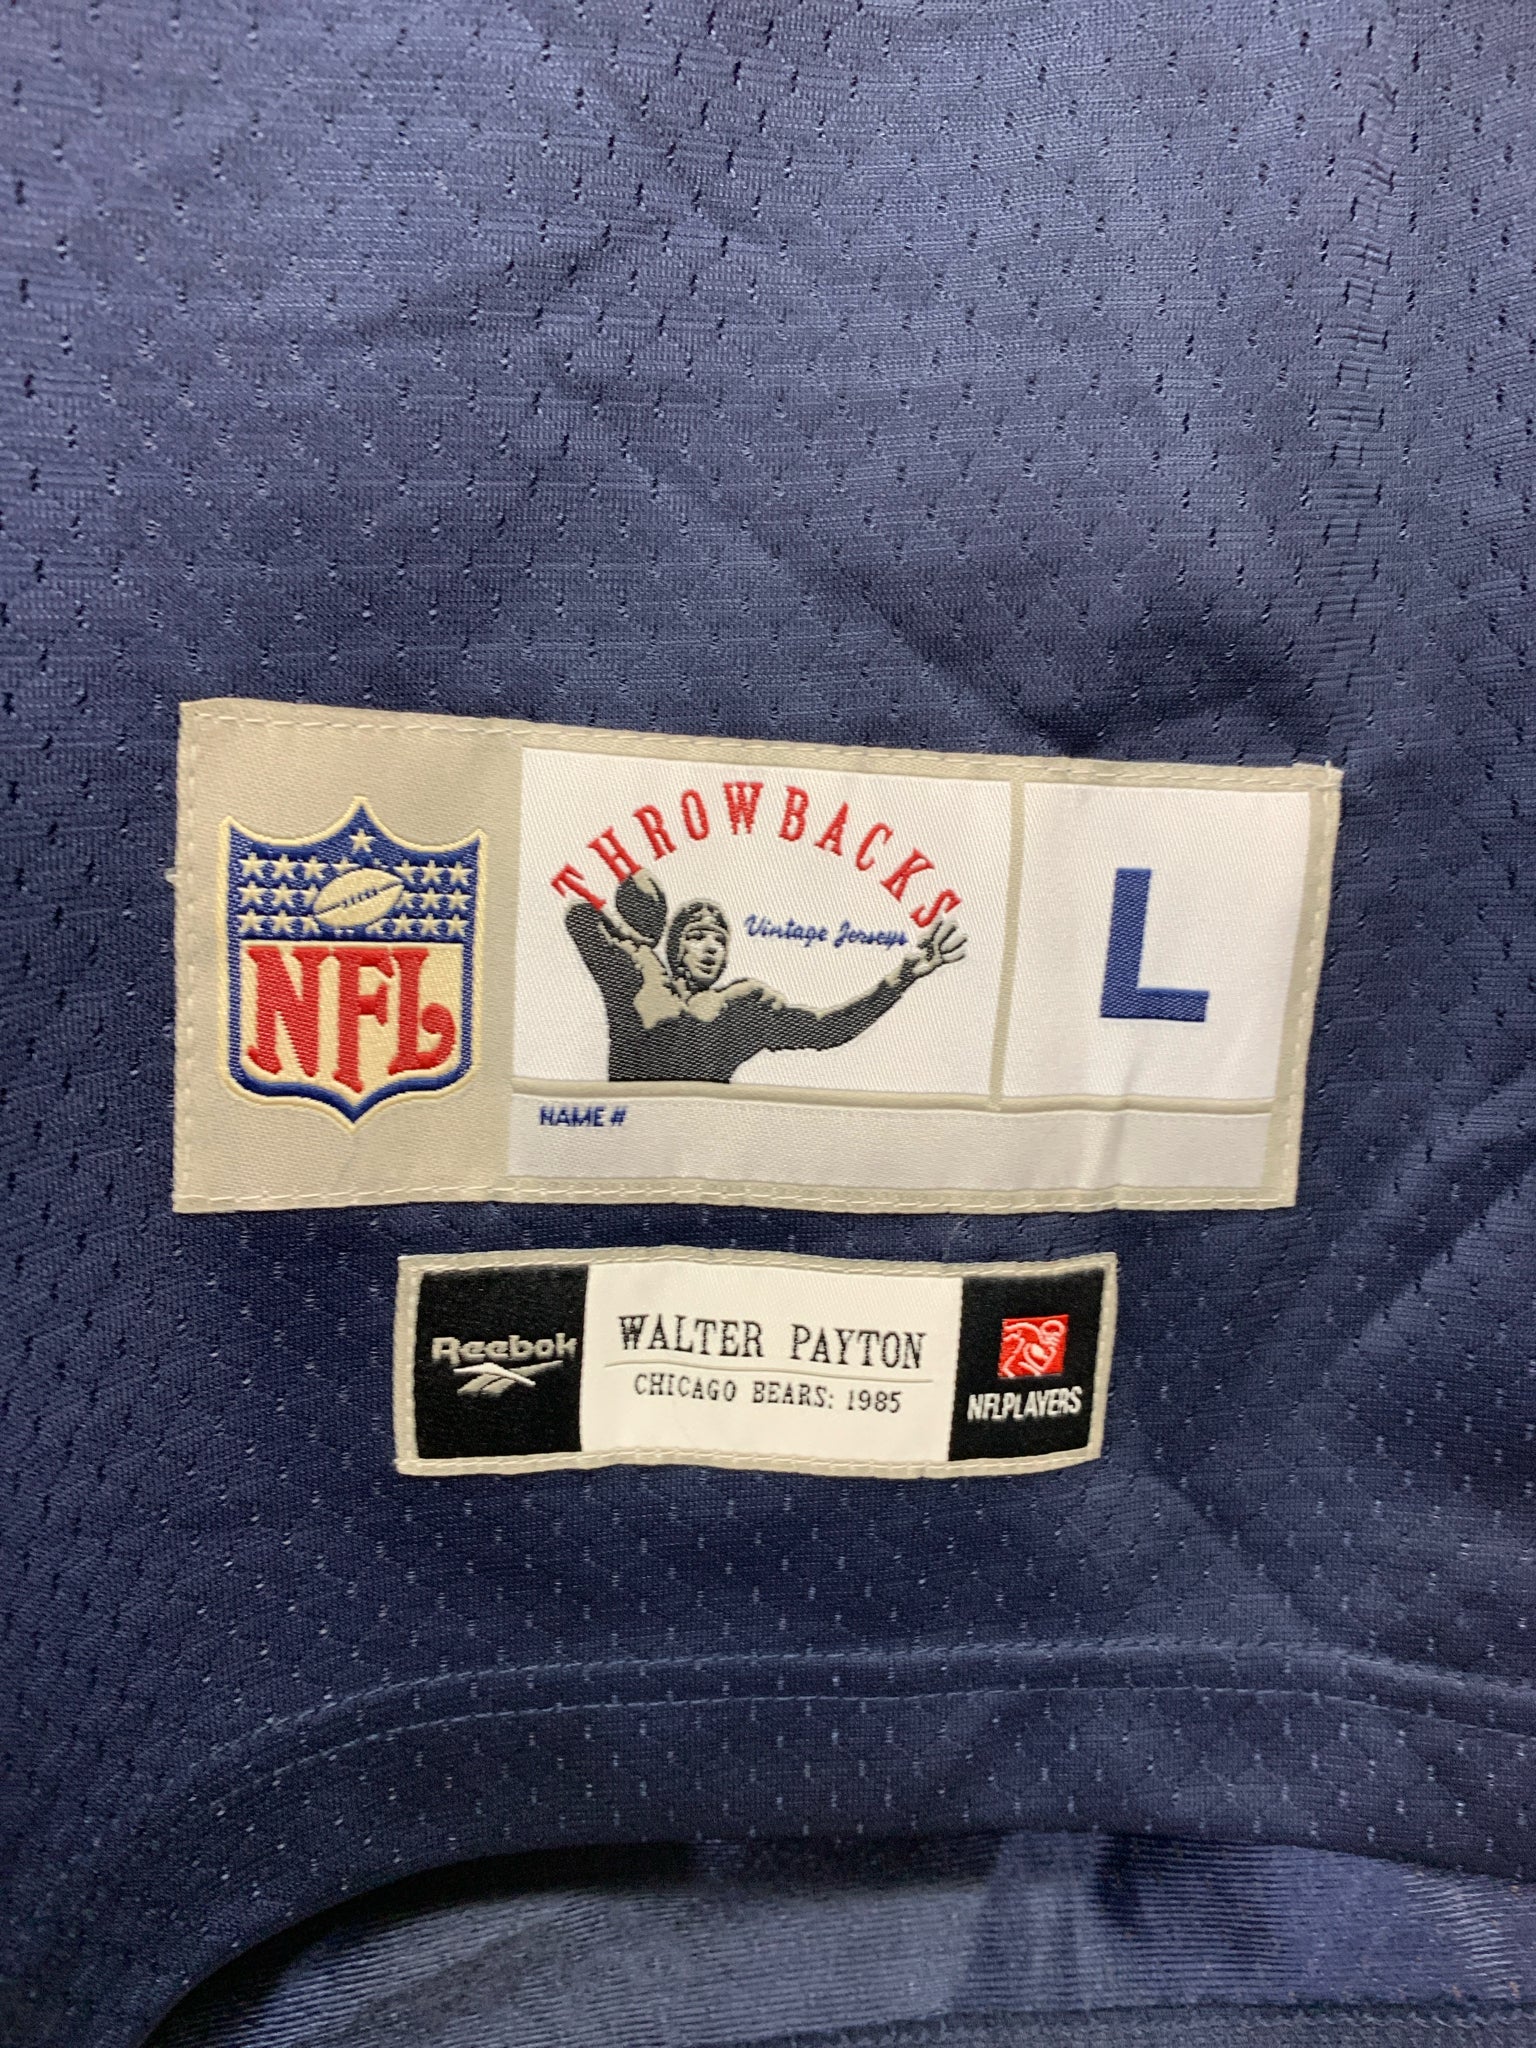 THROWBACKS
Vintage Jerseys
NFL
L
NAME #
Reebok
WALTER PAYTON
CHICAGO BEARS: 1985
NFLPLAYERS